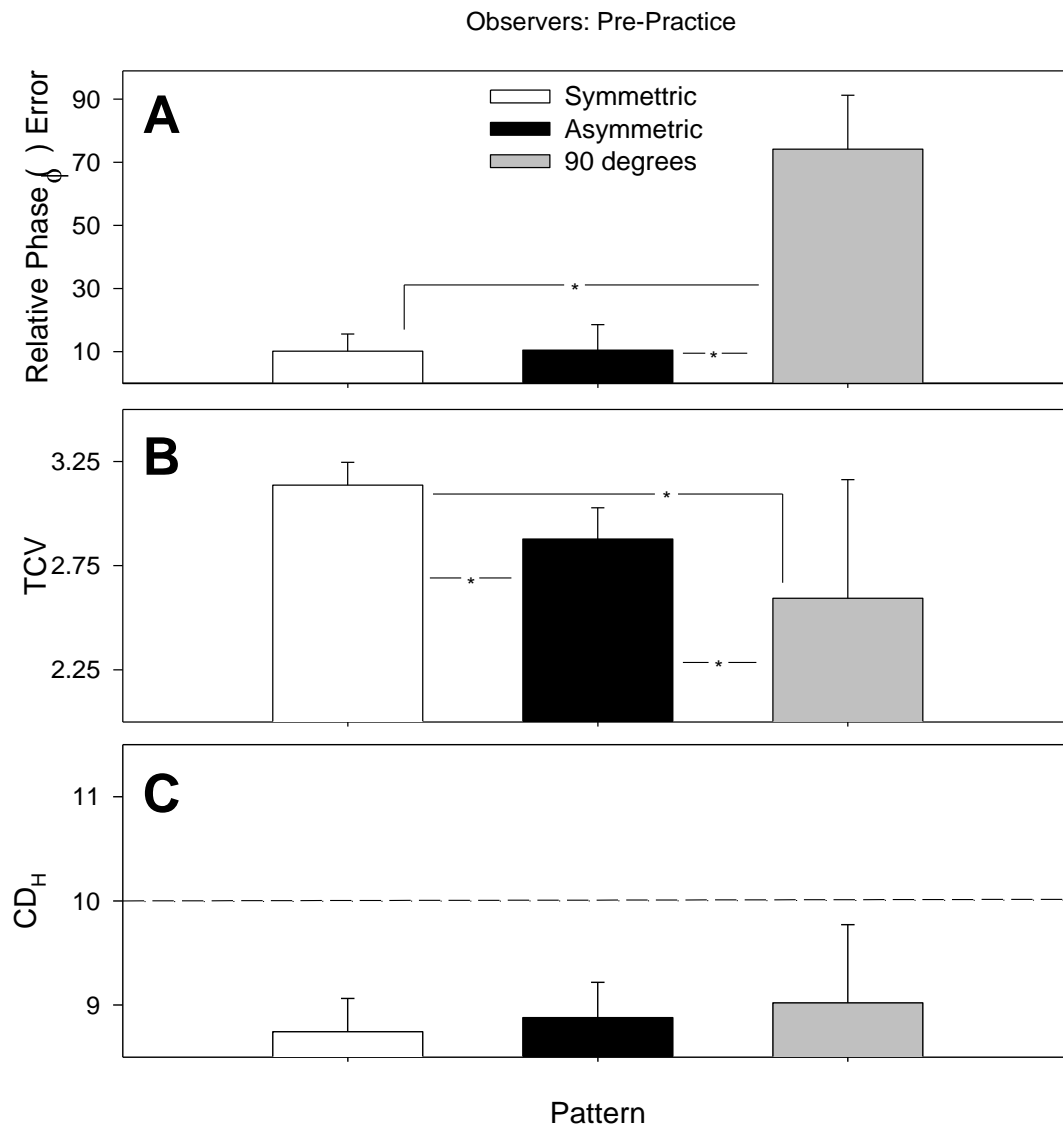 Observers: Pre-Practice
A
Relative Phase (ϕ) Error
90
70
50
30
10
Symmettric
Asymmetric
90 degrees
*
*
B
TCV
3.25
2.75
2.25
*
*
*
C
CD_H
11
10
9
Pattern